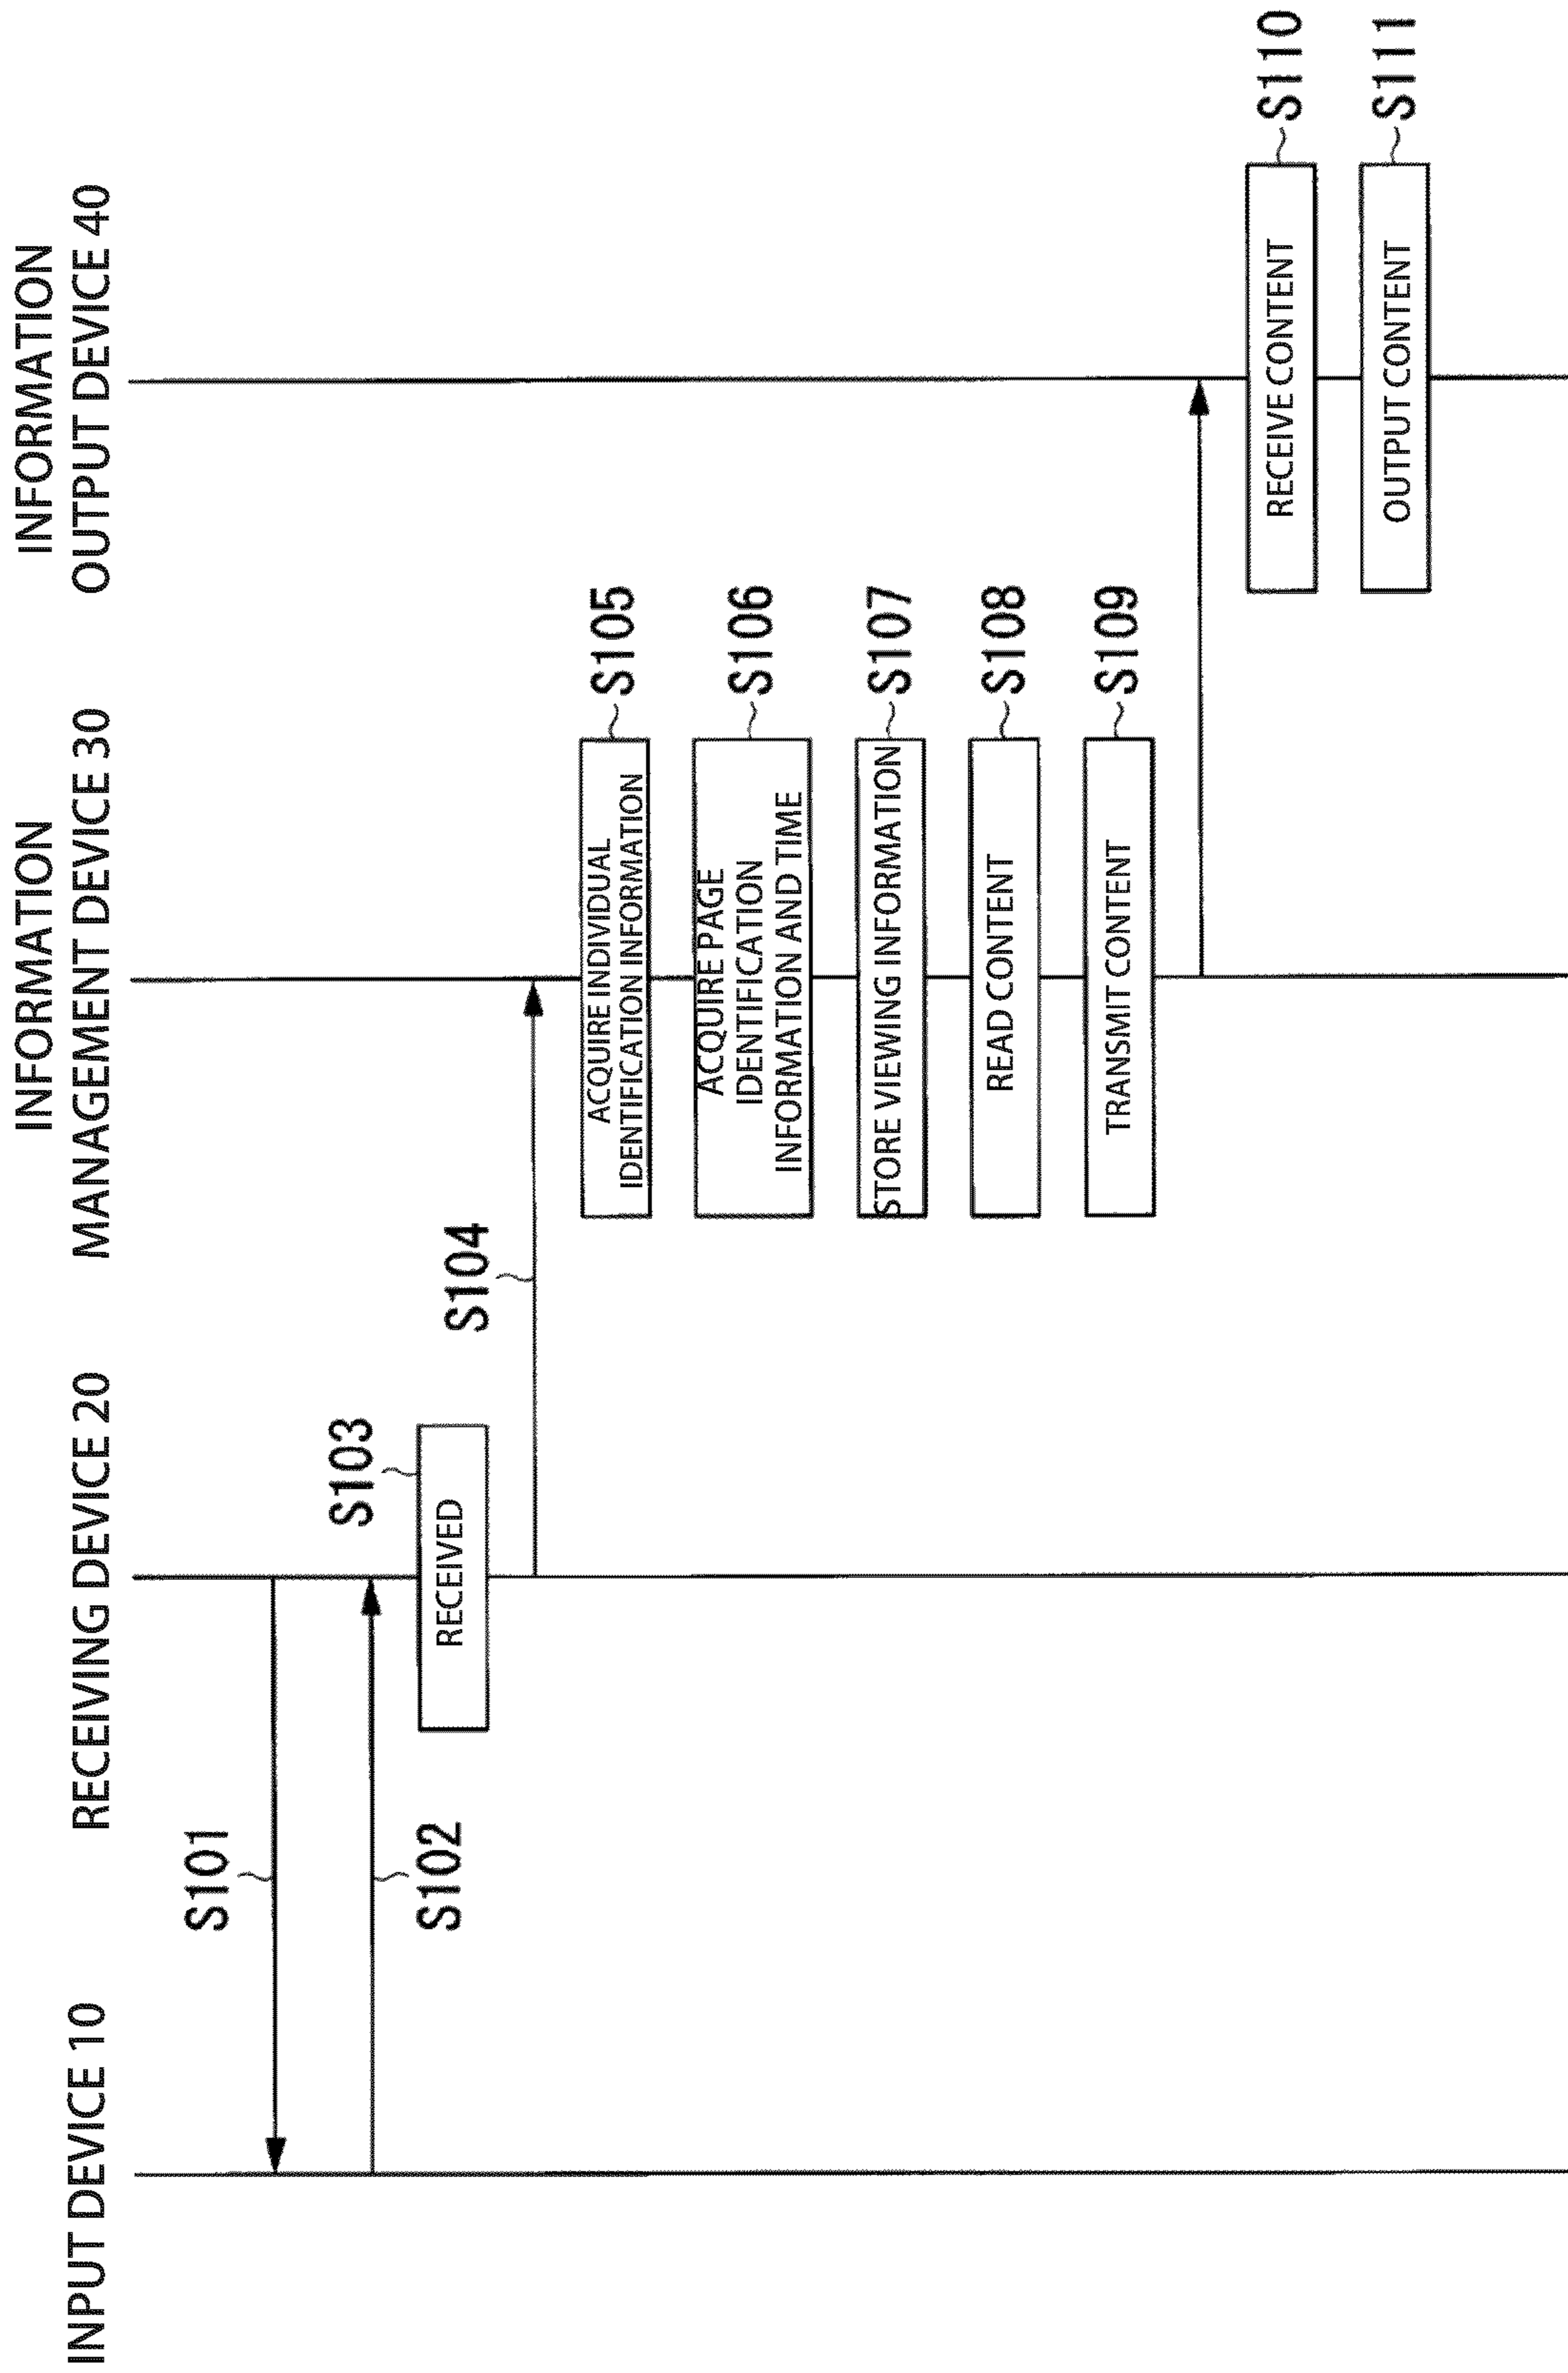 INPUT DEVICE 10
RECEIVING DEVICE 20
INFORMATION
MANAGEMENT DEVICE 30
INFORMATION
OUTPUT DEVICE 40
S101
S102
S103
RECEIVED
S104
ACQUIRE INDIVIDUAL
IDENTIFICATION INFORMATION
S105
ACQUIRE PAGE
IDENTIFICATION
INFORMATION AND TIME
S106
STORE VIEWING INFORMATION
S107
READ CONTENT
S108
TRANSMIT CONTENT
S109
RECEIVE CONTENT
S110
OUTPUT CONTENT
S111